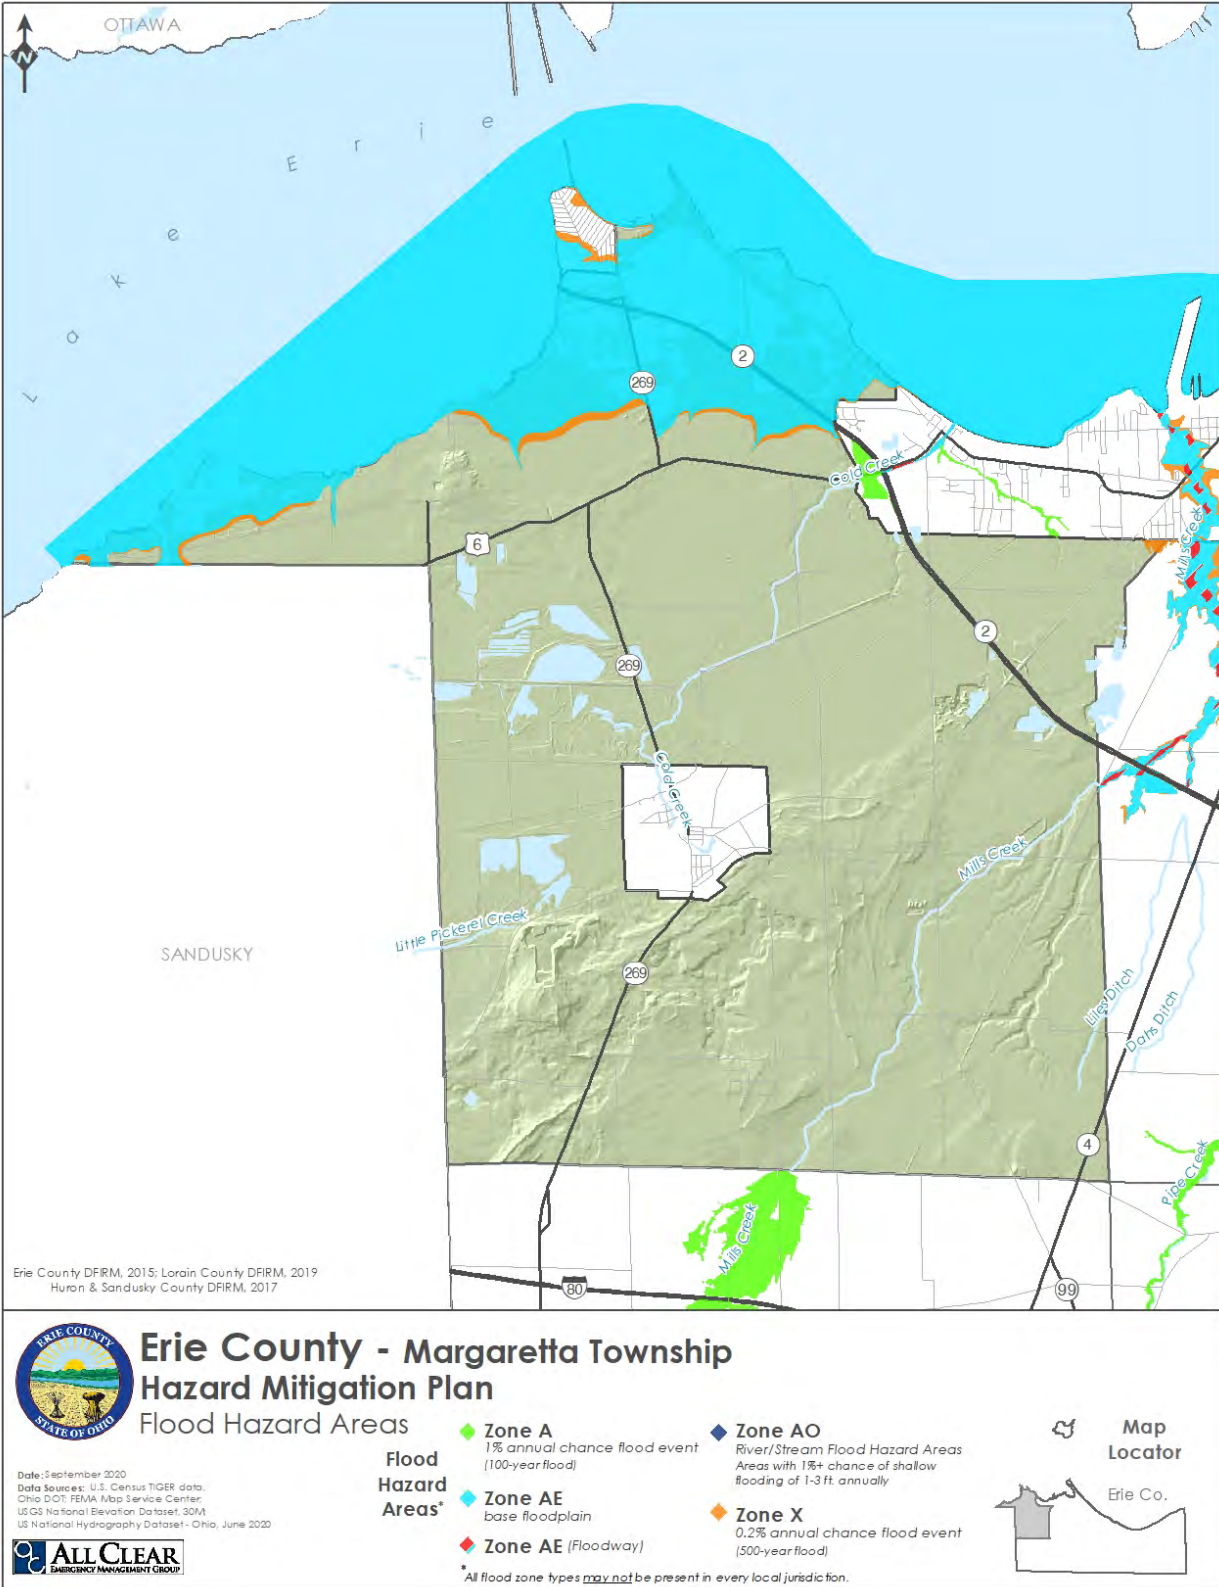 OTTAWA
N
L a k e E r i e
2
269
Cold Creek
Mills Creek
6
2
269
Cold Creek
Mills Creek
Little Pickerel Creek
SANDUSKY
269
Liles Ditch
Dahs Ditch
4
Pipe Creek
Mills Creek
80
99
Erie County DFIRM, 2015; Lorain County DFIRM, 2019
Huron & Sandusky County DFIRM, 2017
ERIE COUNTY
STATE OF OHIO
Erie County - Margaretta Township
Hazard Mitigation Plan
Flood Hazard Areas
Date: September 2020
Data Sources: U.S. Census TIGER data,
Ohio DOT; FEMA Map Service Center;
USGS National Elevation Dataset, 30M;
US National Hydrography Dataset - Ohio, June 2020
ALL CLEAR
EMERGENCY MANAGEMENT GROUP
Flood
Hazard
Areas*
Zone A
1% annual chance flood event
(100-year flood)
Zone AE
base floodplain
Zone AE (Floodway)
Zone AO
River/Stream Flood Hazard Areas
Areas with 1%+ chance of shallow
flooding of 1-3 ft. annually
Zone X
0.2% annual chance flood event
(500-year flood)
*All flood zone types may not be present in every local jurisdiction.
Map
Locator
Erie Co.